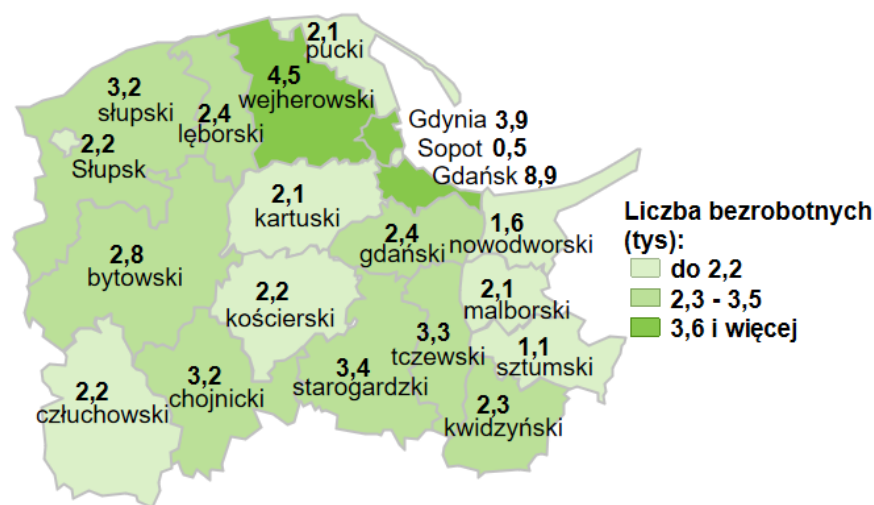 2,1
pucki
4,5
wejherowski
3,2
słupski
2,4
lęborski
2,2
Słupsk
Gdynia 3,9
Sopot 0,5
Gdańsk 8,9
2,1
kartuski
2,4
gdański
1,6
nowodworski
2,8
bytowski
2,2
kościerski
2,1
malborski
3,3
tczewski
1,1
sztumski
2,2
człuchowski
3,2
chojnicki
3,4
starogardzki
2,3
kwidzyński
Liczba bezrobotnych
(tys):
do 2,2
2,3 - 3,5
3,6 i więcej